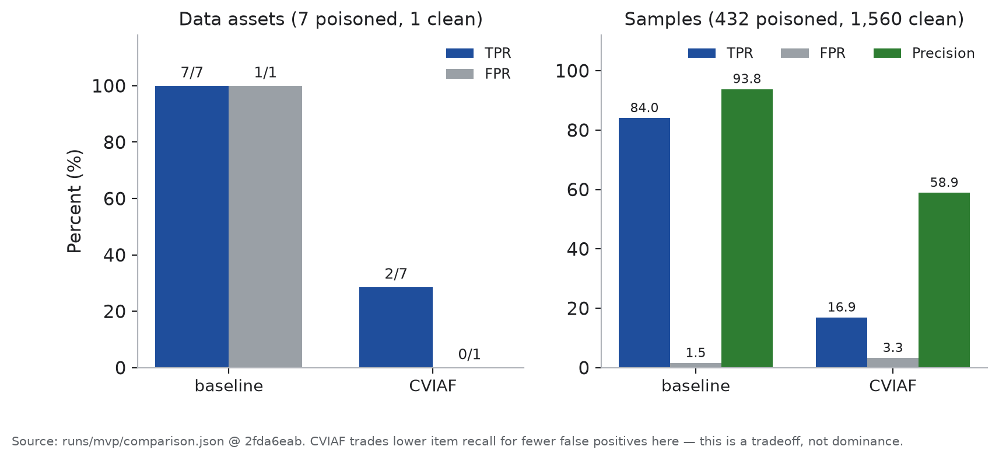 Data assets (7 poisoned, 1 clean)
TPR
FPR
7/7
1/1
2/7
0/1
100
80
60
40
20
0
Percent (%)
baseline
CVIAF
Samples (432 poisoned, 1,560 clean)
TPR
FPR
Precision
84.0
1.5
93.8
16.9
3.3
58.9
100
80
60
40
20
0
baseline
CVIAF
Source: runs/mvp/comparison.json @ 2fda6eab. CVIAF trades lower item recall for fewer false positives here — this is a tradeoff, not dominance.